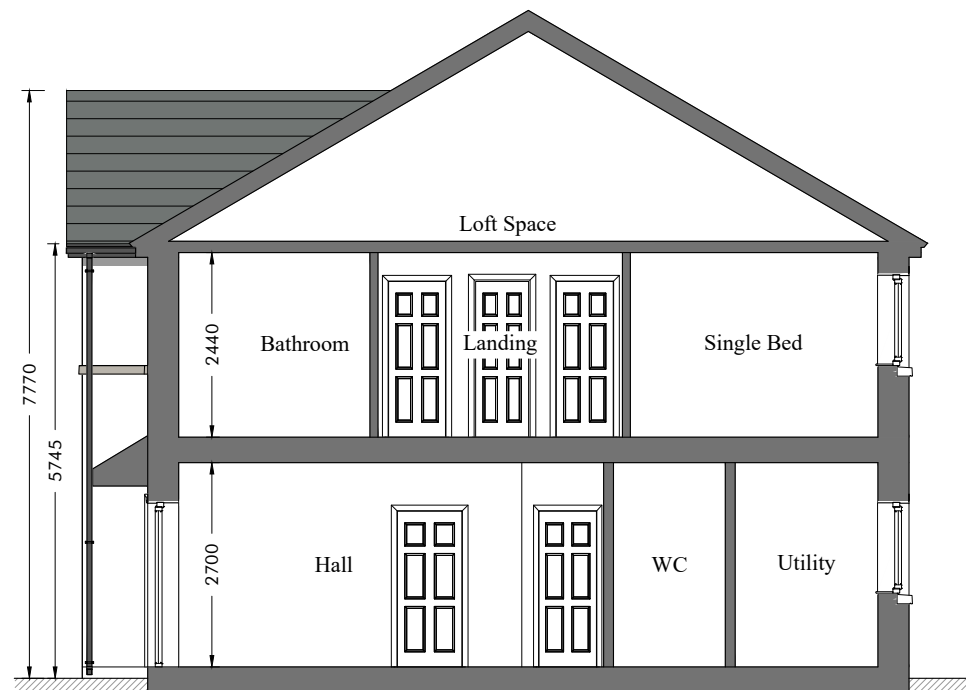 Loft Space
7770
5745
2440
Bathroom
Landing
Single Bed
2700
Hall
WC
Utility